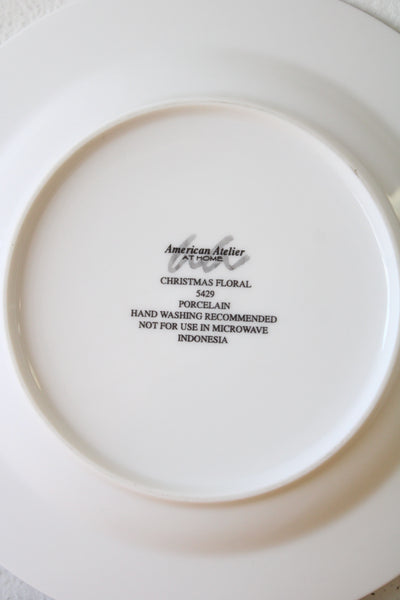 American Atelier
AT HOME
CHRISTMAS FLORAL
5429
PORCELAIN
HAND WASHING RECOMMENDED
NOT FOR USE IN MICROWAVE
INDONESIA